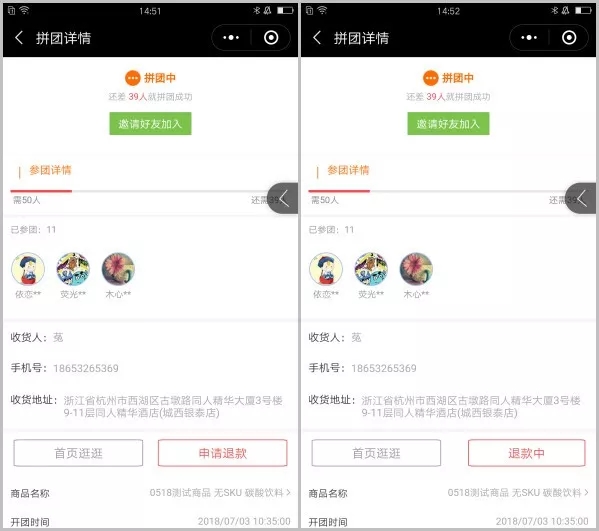 14:51
拼团详情
拼团中
还差 39人就拼团成功
邀请好友加入
参团详情
需50人
还需39
已参团：11
依恋**
荧光**
木心**
收货人：蒐
手机号：18653265369
收货地址：浙江省杭州市西湖区古墩路同人精华大厦3号楼
9-11层同人精华酒店(城西银泰店)
首页逛逛
申请退款
商品名称
0518测试商品 无SKU 碳酸饮料
开团时间
2018/07/03 10:35:00
14:52
拼团详情
拼团中
还差 39人就拼团成功
邀请好友加入
参团详情
需50人
还需39
已参团：11
依恋**
荧光**
木心**
收货人：
手机号：18653265369
收货地址：浙江省杭州市西湖区古墩路同人精华大厦3号楼
9-11层同人精华酒店(城西银泰店)
首页逛逛
退款中
商品名称
0518测试商品 无SKU 碳酸饮料
开团时间
2018/07/03 10:35:00